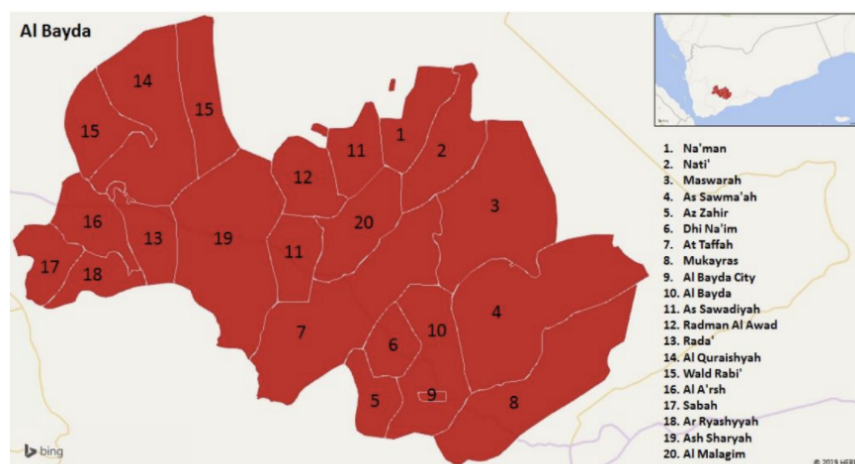 Al Bayda
14
15
15
1
2
11
12
3
20
16
13
19
11
17
18
4
7
10
6
5
9
8
1. Na'man
2. Nati'
3. Maswarah
4. As Sawma'ah
5. Az Zahir
6. Dhi Na'im
7. At Taffah
8. Mukayras
9. Al Bayda City
10. Al Bayda
11. As Sawadiyah
12. Radman Al Awad
13. Rada'
14. Al Quraishyah
15. Wald Rabi'
16. Al A'rsh
17. Sabah
18. Ar Ryashyyah
19. Ash Sharyah
20. Al Malagim
bing
© 2019 HERE